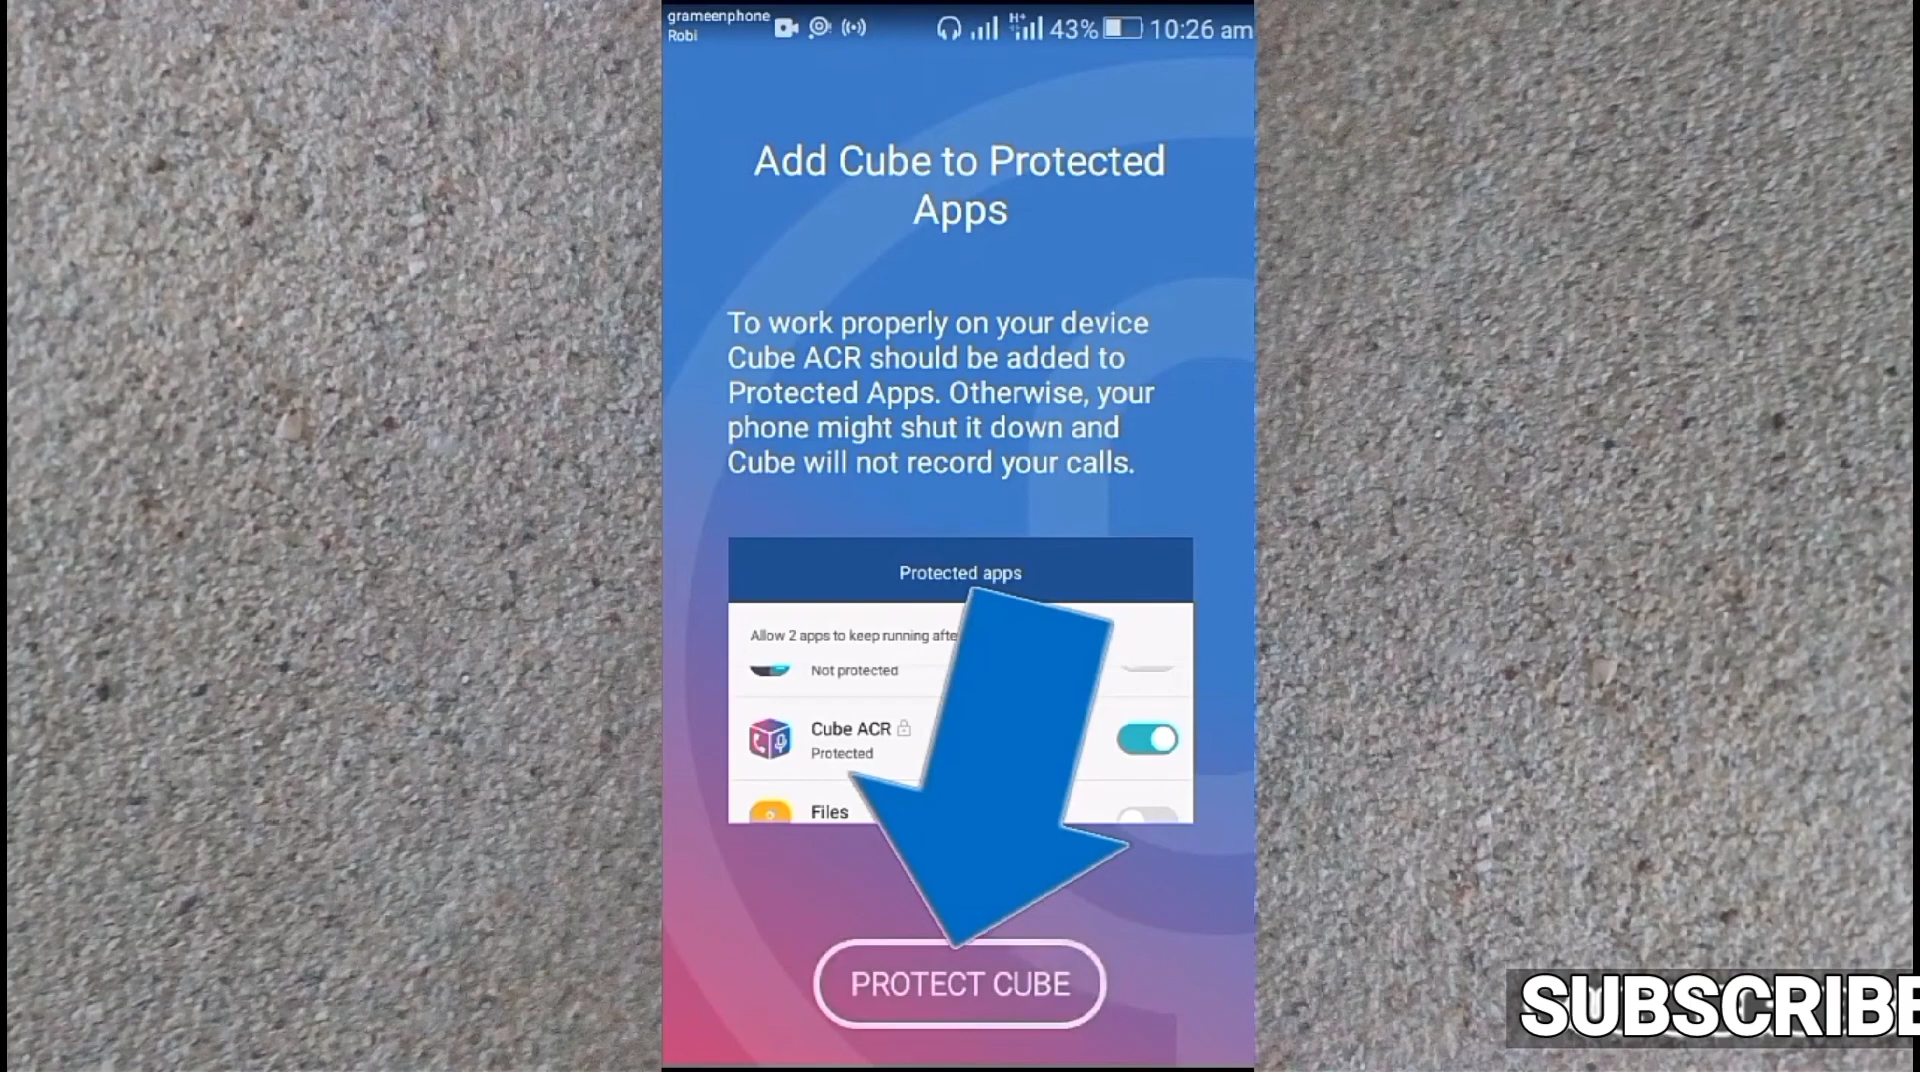 grameenphone
Robi
H+
43%
10:26 am
Add Cube to Protected
Apps
To work properly on your device
Cube ACR should be added to
Protected Apps. Otherwise, your
phone might shut it down and
Cube will not record your calls.
Protected apps
Allow 2 apps to keep running afte
Not protected
Cube ACR
Protected
Files
PROTECT CUBE
SUBSCRIBE